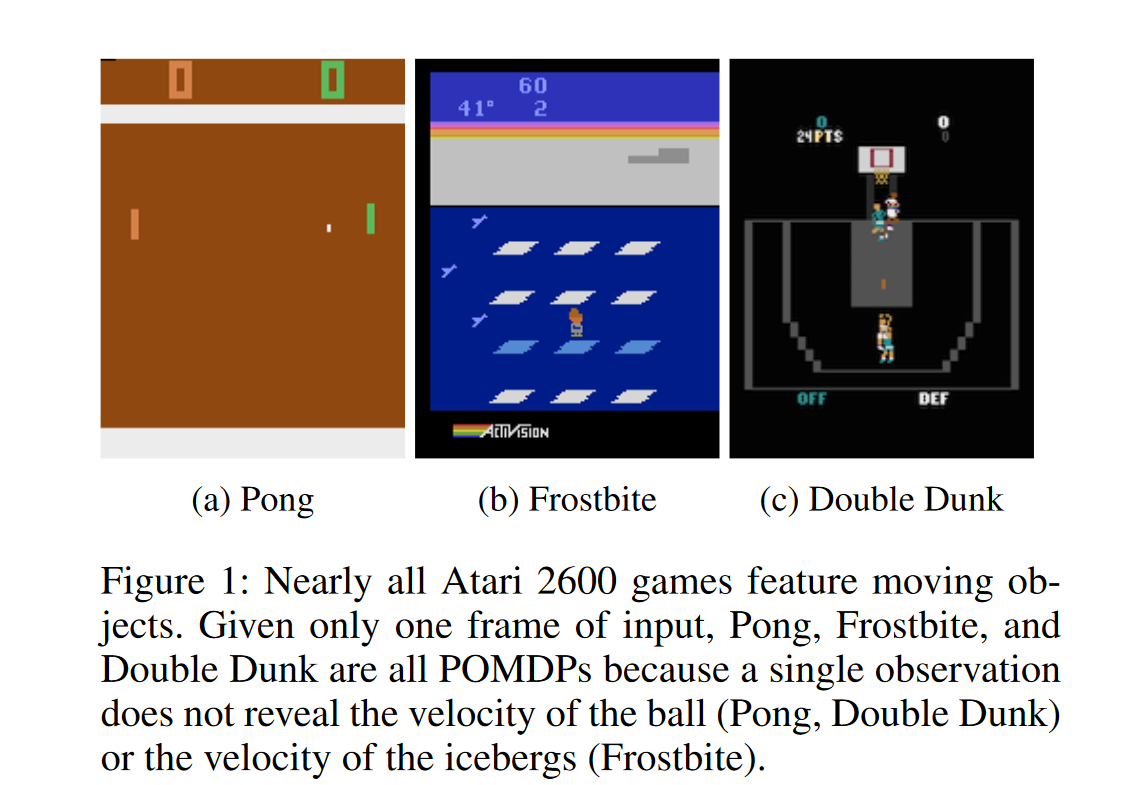 0 0
60
41° 2
0 0
24PTS 0
OFF DEF
ACTIVISION
(a) Pong (b) Frostbite (c) Double Dunk
Figure 1: Nearly all Atari 2600 games feature moving ob-
jects. Given only one frame of input, Pong, Frostbite, and
Double Dunk are all POMDPs because a single observation
does not reveal the velocity of the ball (Pong, Double Dunk)
or the velocity of the icebergs (Frostbite).